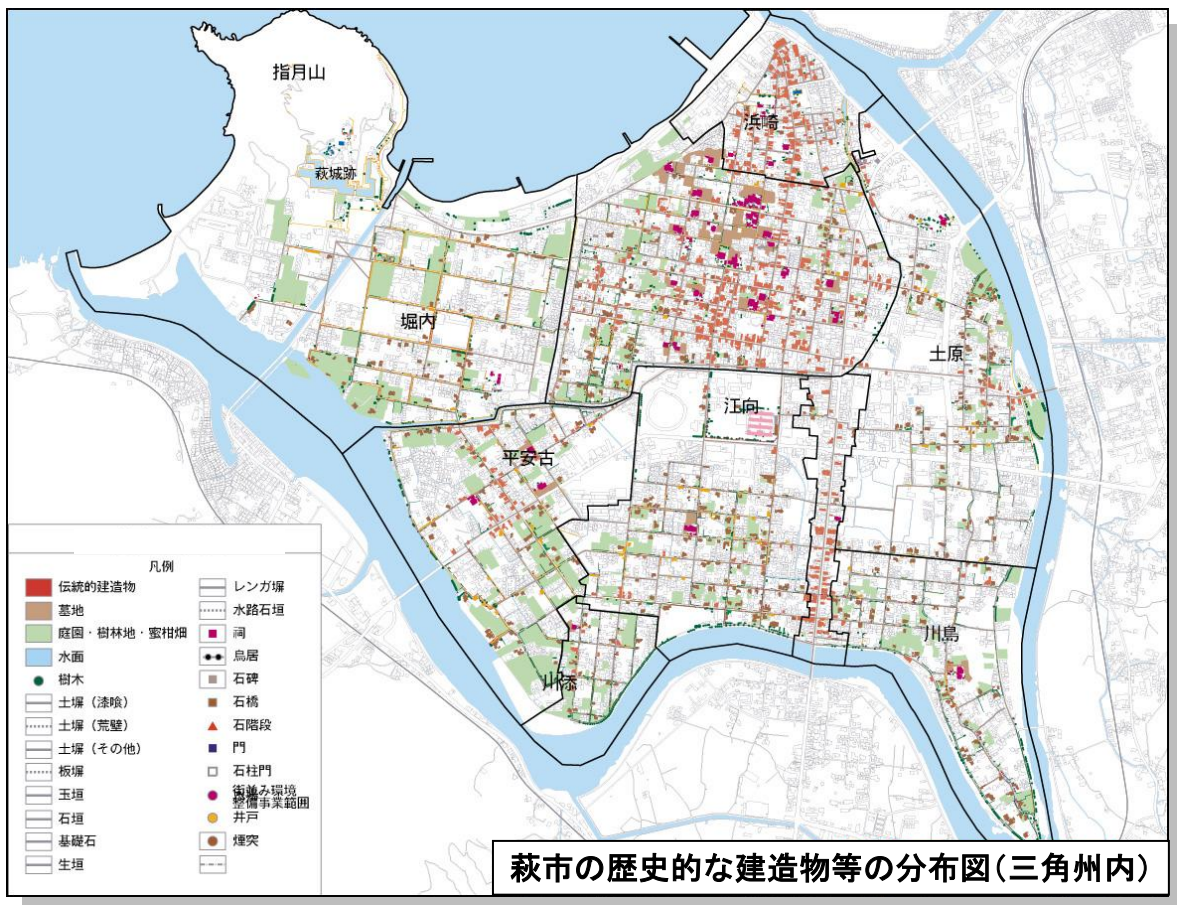 指月山
浜崎
萩城跡
堀内
土原
江向
平安古
川島
川添
凡例
伝統的建造物
墓地
庭園・樹林地・蜜柑畑
水面
樹木
土塀（漆喰）
土塀（荒壁）
土塀（その他）
板塀
玉垣
石垣
基礎石
生垣
レンガ塀
水路石垣
祠
鳥居
石碑
石橋
石階段
門
石柱門
街並み環境
整備事業範囲
井戸
煙突
萩市の歴史的な建造物等の分布図（三角州内）